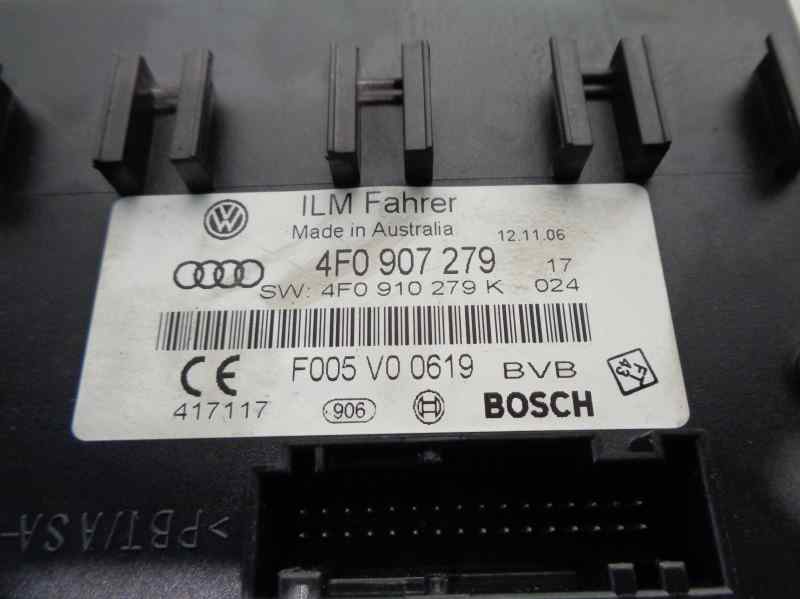 ILM Fahrer
Made in Australia 12.11.06
4F0 907 279 17
SW: 4F0 910 279 K 024
F005 V0 0619 BVB
CE
417117 906 BOSCH
>PBT/ASA-